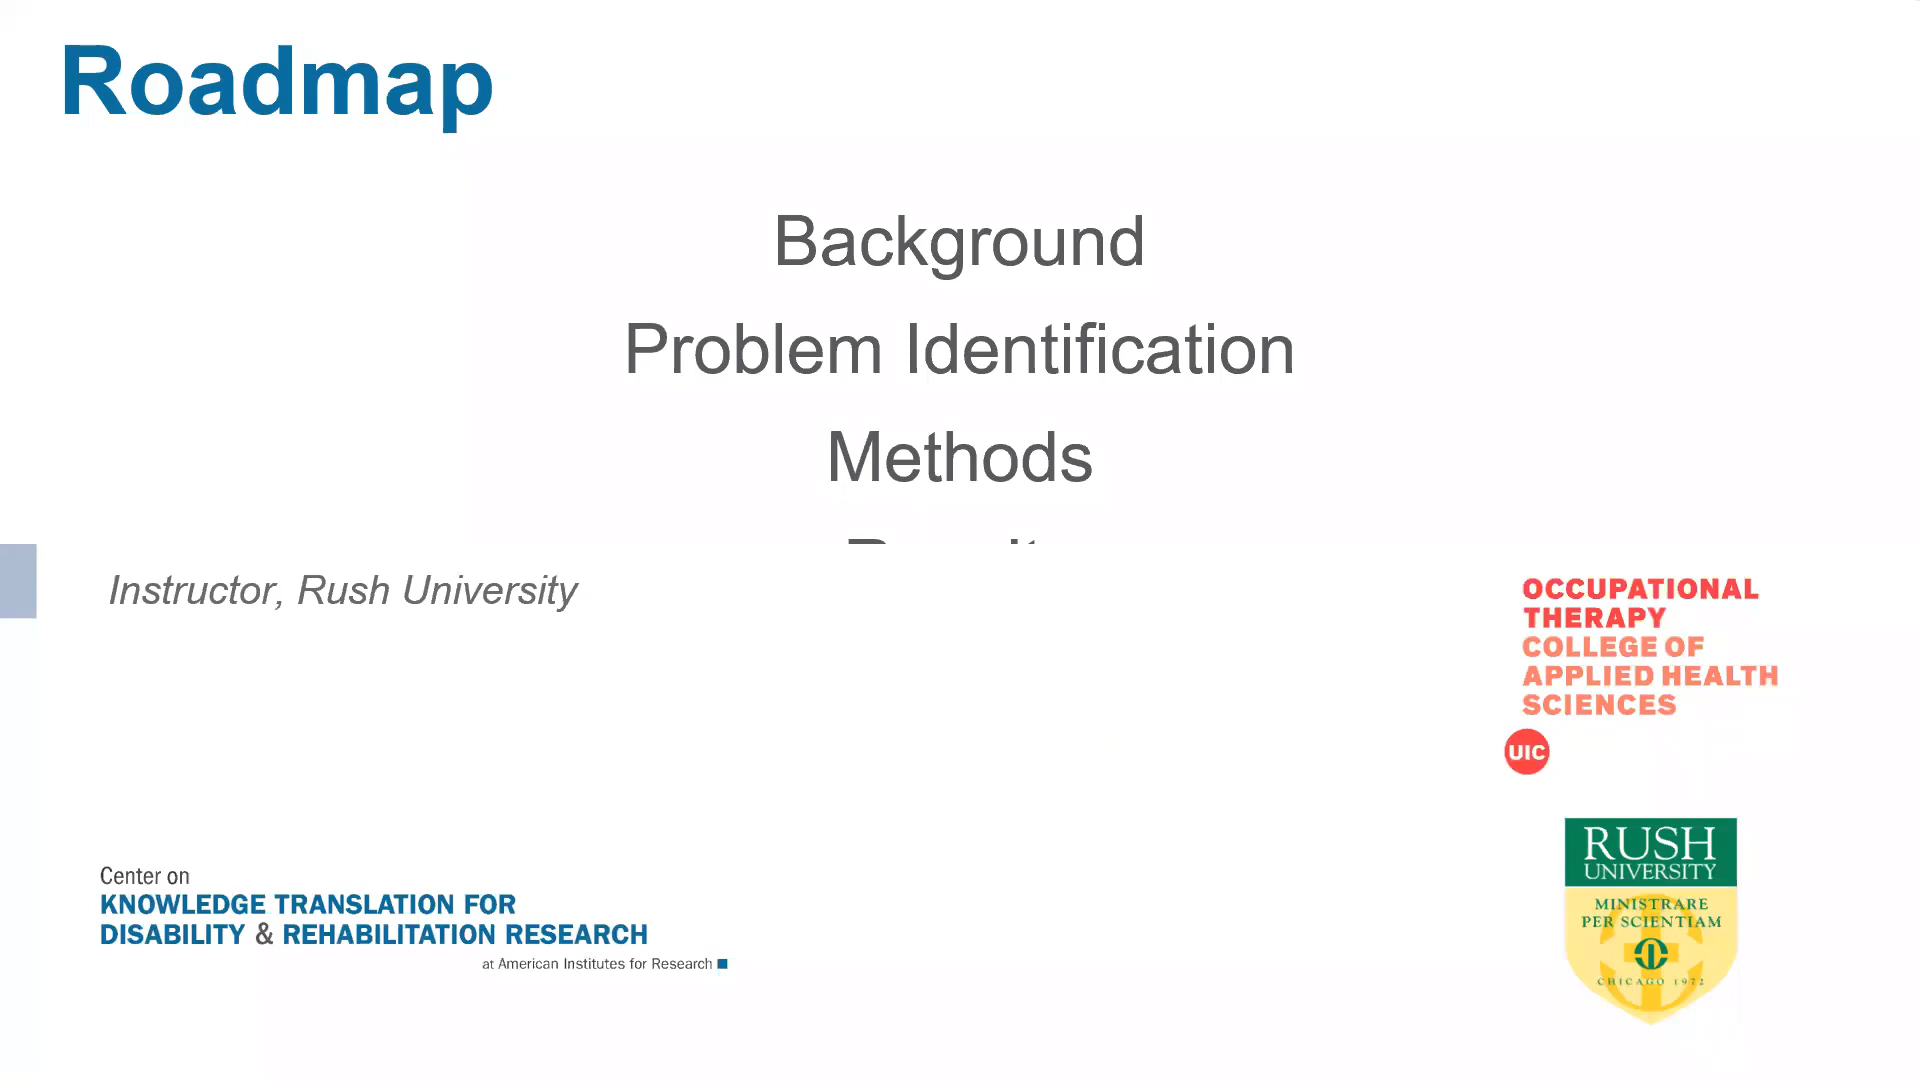 Roadmap
Background
Problem Identification
Methods
Instructor, Rush University
OCCUPATIONAL
THERAPY
COLLEGE OF
APPLIED HEALTH
SCIENCES
UIC
Center on
KNOWLEDGE TRANSLATION FOR
DISABILITY & REHABILITATION RESEARCH
at American Institutes for Research
RUSH
UNIVERSITY
MINISTRARE
PER SCIENTIAM
CHICAGO 1972